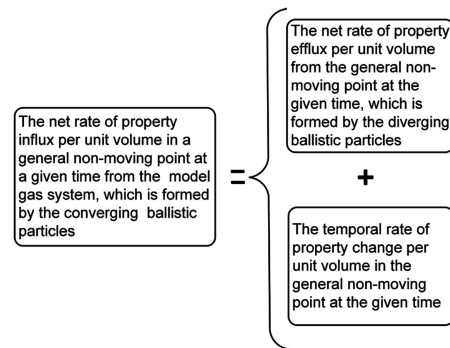 The net rate of property
influx per unit volume in a
general non-moving point at
a given time from the model
gas system, which is formed
by the converging ballistic
particles
=
The net rate of property
efflux per unit volume
from the general non-
moving point at the
given time, which is
formed by the diverging
ballistic particles
+
The temporal rate of
property change per
unit volume in the
general non-moving
point at the given time